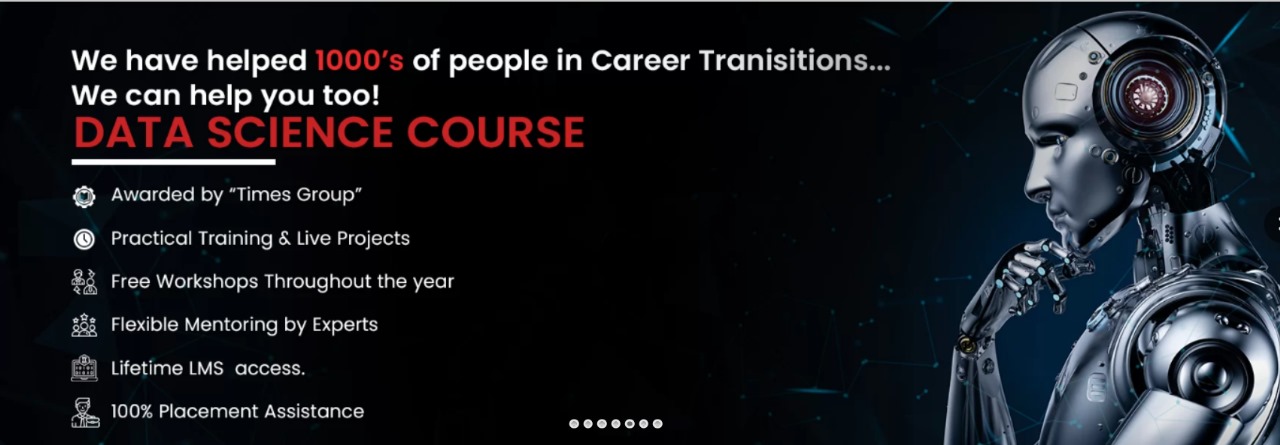 We have helped 1000's of people in Career Tranisitions...
We can help you too!
DATA SCIENCE COURSE
Awarded by “Times Group”
Practical Training & Live Projects
Free Workshops Throughout the year
Flexible Mentoring by Experts
Lifetime LMS  access.
100% Placement Assistance